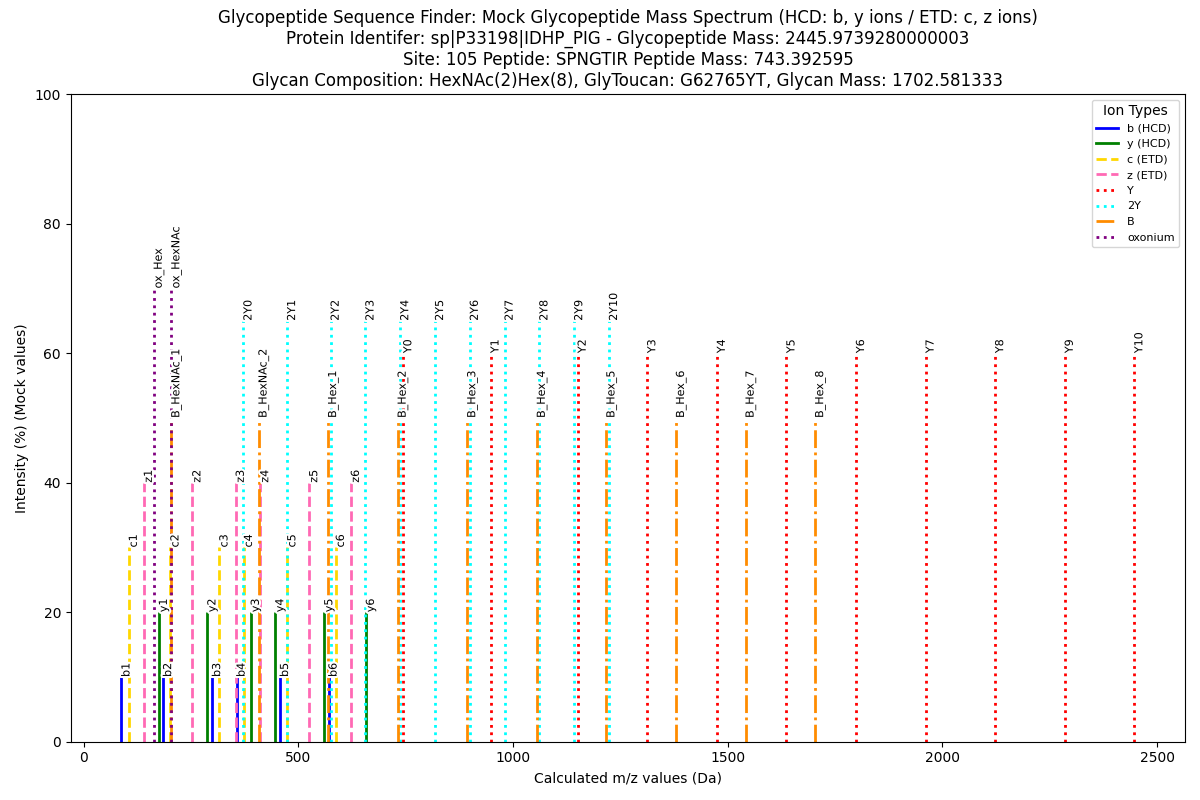 Glycopeptide Sequence Finder: Mock Glycopeptide Mass Spectrum (HCD: b, y ions / ETD: c, z ions)
Protein Identifer: sp|P33198|IDHP_PIG - Glycopeptide Mass: 2445.9739280000003
Site: 105 Peptide: SPNGTIR Peptide Mass: 743.392595
Glycan Composition: HexNAc(2)Hex(8), GlyToucan: G62765YT, Glycan Mass: 1702.581333
Intensity (%) (Mock values)
100
80
60
40
20
0
Ion Types
b (HCD)
y (HCD)
c (ETD)
z (ETD)
Y
2Y
B
oxonium
ox_Hex
ox_HexNAc
2Y0
2Y1
2Y2
2Y3
2Y4
2Y5
2Y6
2Y7
2Y8
2Y9
2Y10
Y0
Y1
Y2
Y3
Y4
Y5
Y6
Y7
Y8
Y9
Y10
B_HexNAc_1
B_HexNAc_2
B_Hex_1
B_Hex_2
B_Hex_3
B_Hex_4
B_Hex_5
B_Hex_6
B_Hex_7
B_Hex_8
z1
z2
z3
z4
z5
z6
c1
c2
c3
c4
c5
c6
y1
y2
y3
y4
y5
y6
b1
b2
b3
b4
b5
b6
0
500
1000
1500
2000
2500
Calculated m/z values (Da)